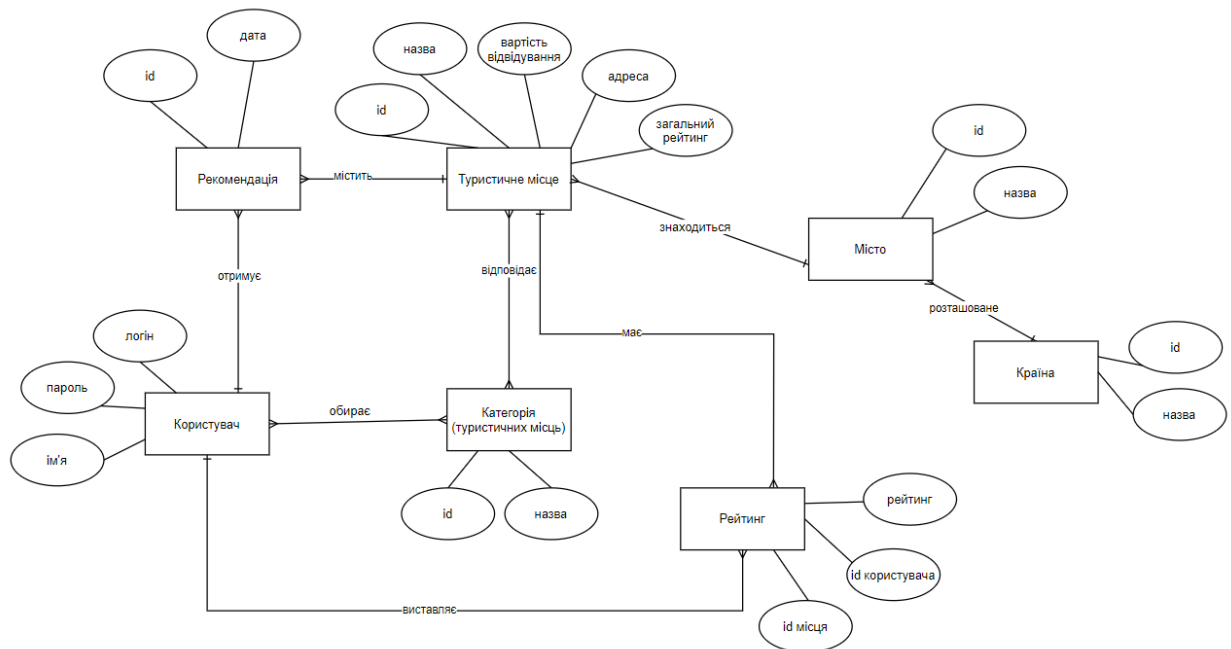 дата
id
назва
вартість
відвідування
адреса
id
загальний
рейтинг
id
назва
Рекомендація
містить
Туристичне місце
знаходиться
Місто
отримує
відповідає
розташоване
має
логін
пароль
ім'я
Користувач
обирає
Категорія
(туристичних місць)
id
назва
Країна
id
назва
Рейтинг
рейтинг
id користувача
id місця
виставляє